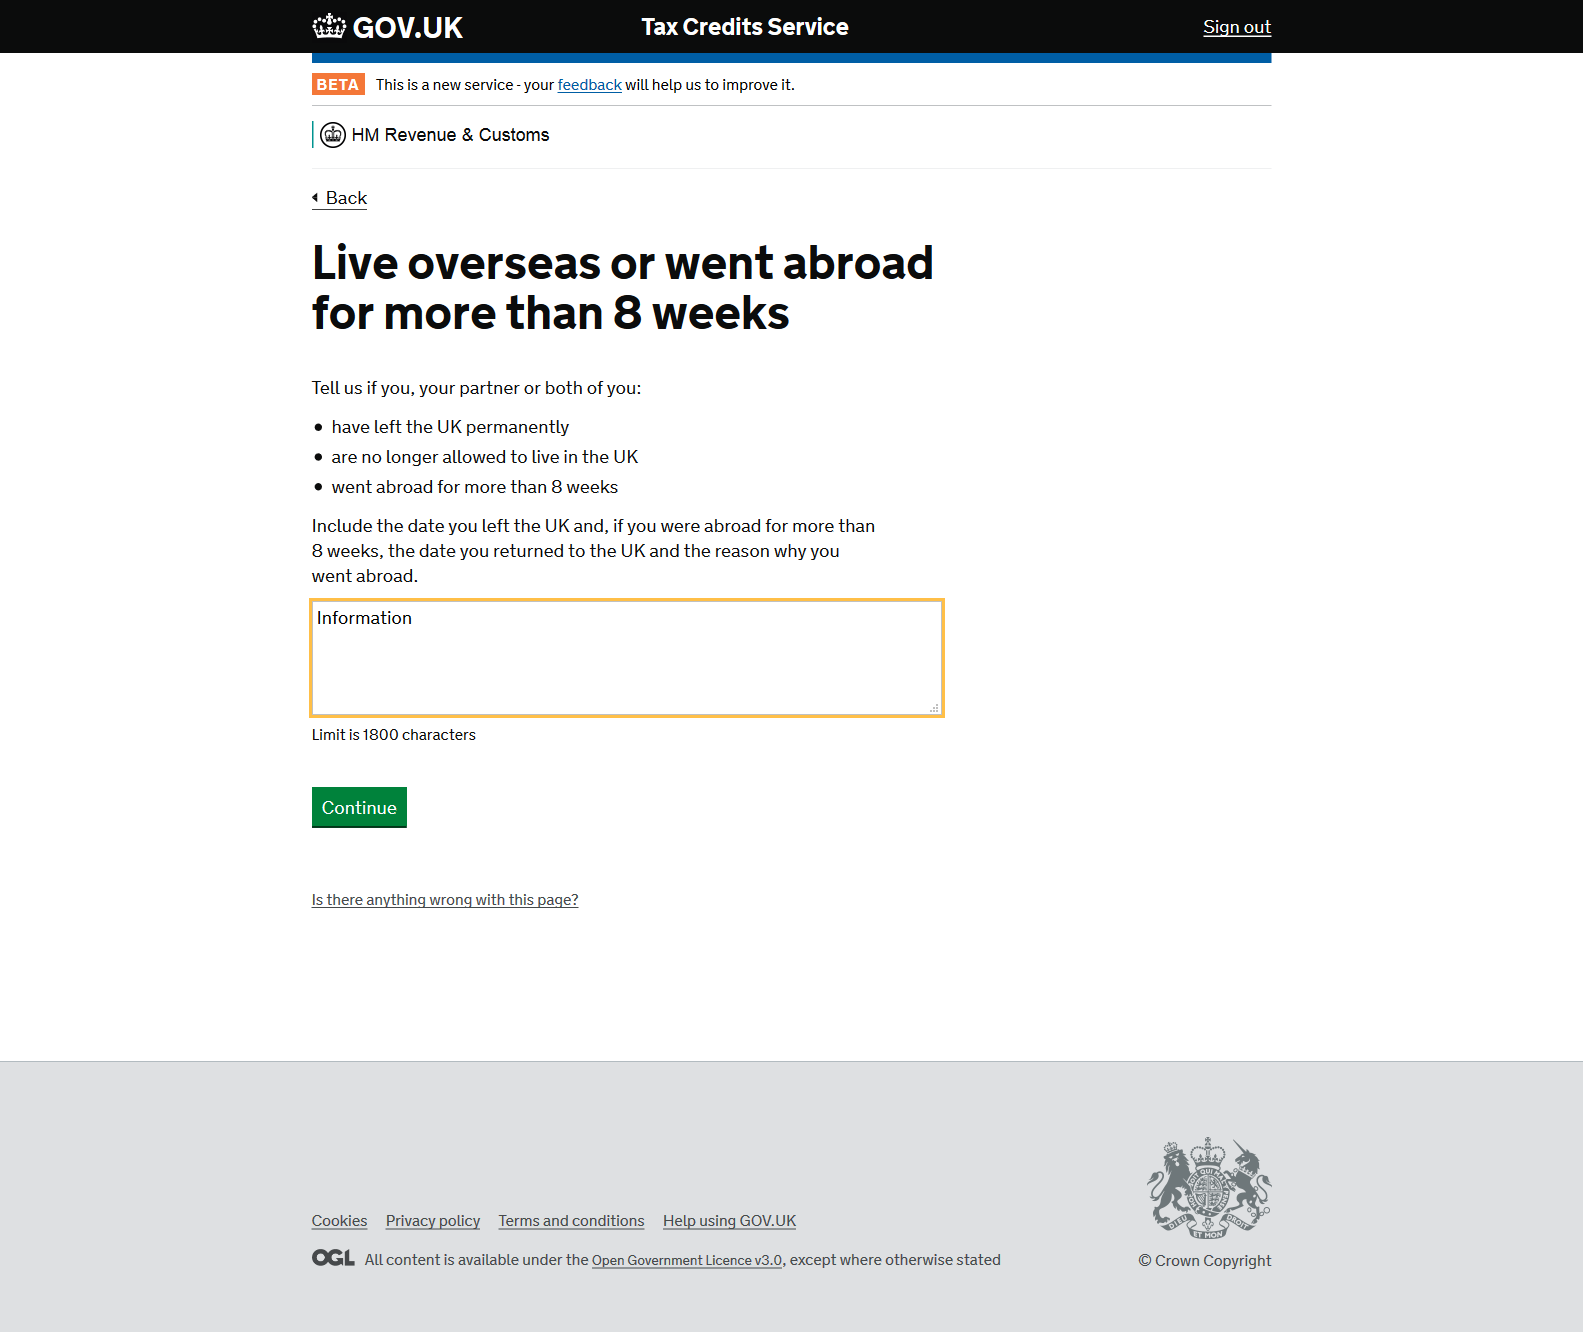 GOV.UK
Tax Credits Service
Sign out
BETA This is a new service - your feedback will help us to improve it.
HM Revenue & Customs
Back
Live overseas or went abroad
for more than 8 weeks
Tell us if you, your partner or both of you:
have left the UK permanently
are no longer allowed to live in the UK
went abroad for more than 8 weeks
Include the date you left the UK and, if you were abroad for more than
8 weeks, the date you returned to the UK and the reason why you
went abroad.
Information
Limit is 1800 characters
Continue
Is there anything wrong with this page?
Cookies Privacy policy Terms and conditions Help using GOV.UK
OGL All content is available under the Open Government Licence v3.0, except where otherwise stated
DIEU ET MON DROIT
© Crown Copyright